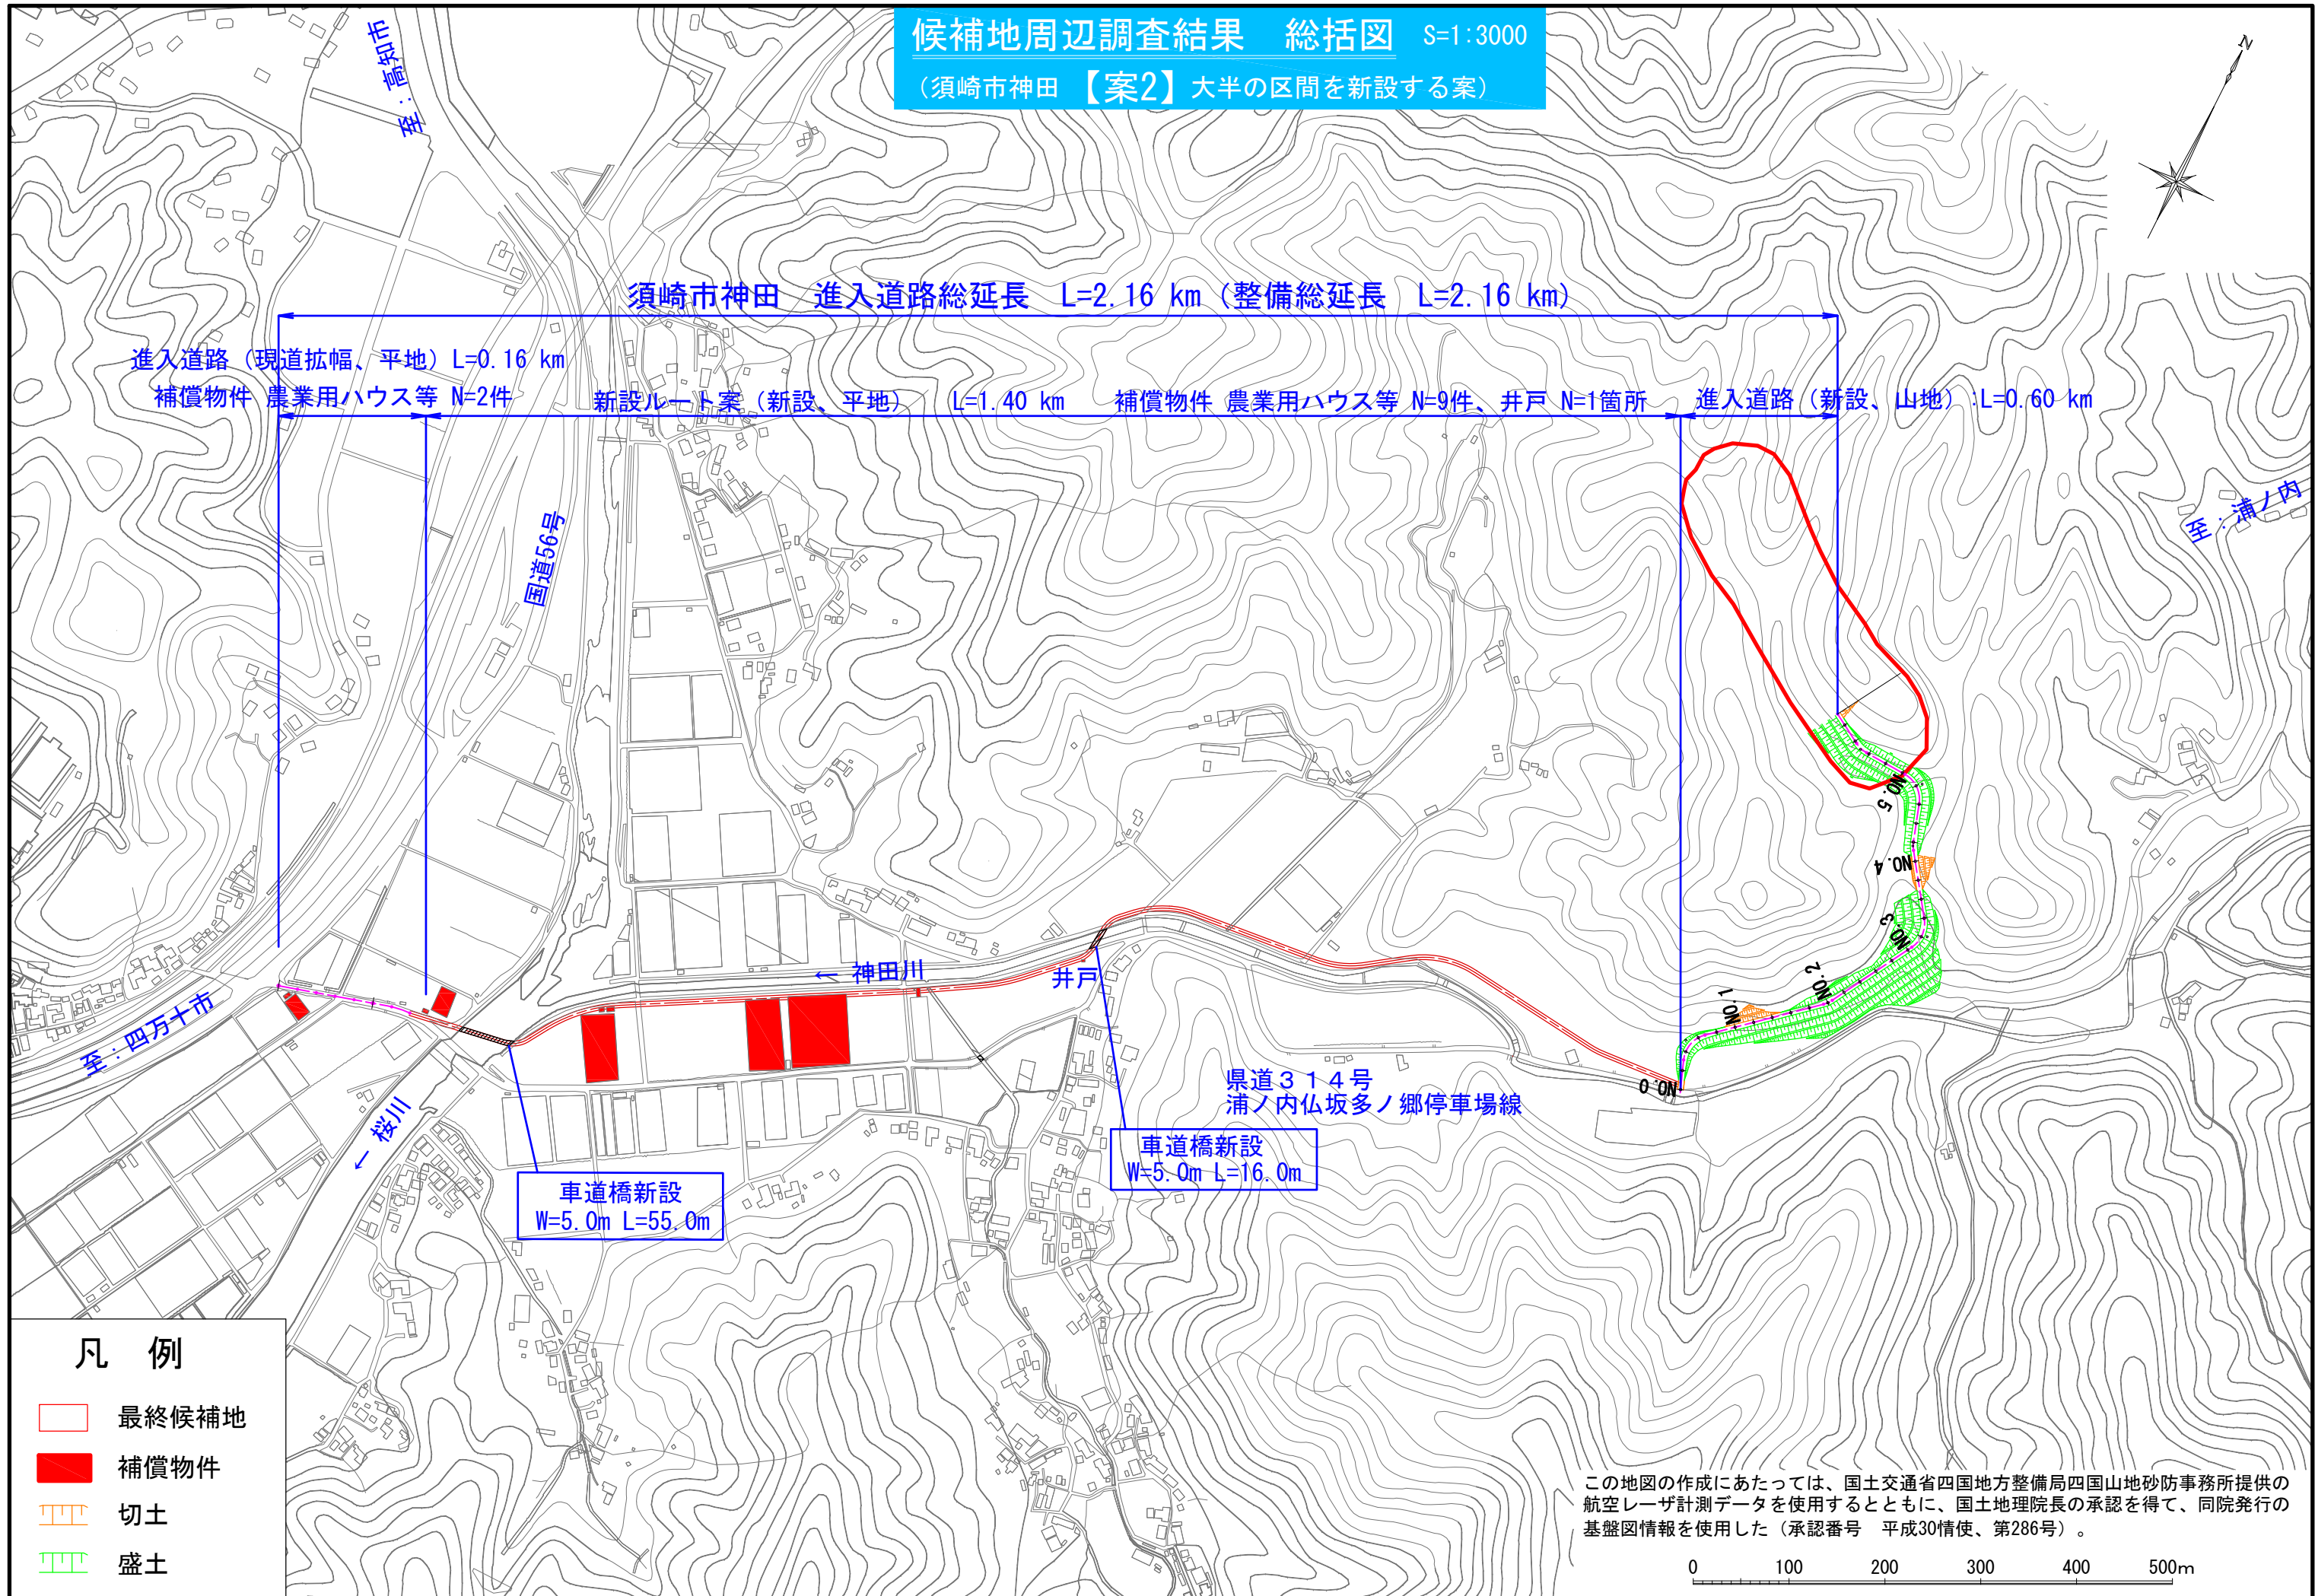 候補地周辺調査結果　総括図　S=1:3000
（須崎市神田 【案2】大半の区間を新設する案）
N
至：高知市
須崎市神田　進入道路総延長　L=2.16 km（整備総延長　L=2.16 km）
進入道路（現道拡幅、平地）L=0.16 km
補償物件 農業用ハウス等 N=2件
新設ルート案（新設、平地）　L=1.40 km　補償物件 農業用ハウス等 N=9件、井戸 N=1箇所
進入道路（新設、山地）:L=0.60 km
国道56号
至：浦ノ内
NO.5
NO.4
NO.3
NO.2
NO.1
NO.0
← 神田川
井戸
至：四万十市
← 桜川
県道３１４号
浦ノ内仏坂多ノ郷停車場線
車道橋新設
W=5.0m L=16.0m
車道橋新設
W=5.0m L=55.0m
凡　例
最終候補地
補償物件
切土
盛土
この地図の作成にあたっては、国土交通省四国地方整備局四国山地砂防事務所提供の
航空レーザ計測データを使用するとともに、国土地理院長の承認を得て、同院発行の
基盤図情報を使用した（承認番号　平成30情使、第286号）。
0 100 200 300 400 500m